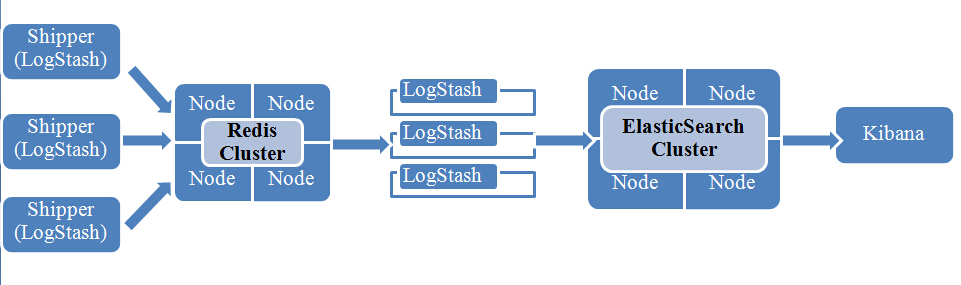 Shipper
(LogStash)
Shipper
(LogStash)
Shipper
(LogStash)
Node
Node
Redis
Cluster
Node
Node
LogStash
LogStash
LogStash
Node
Node
ElasticSearch
Cluster
Node
Node
Kibana